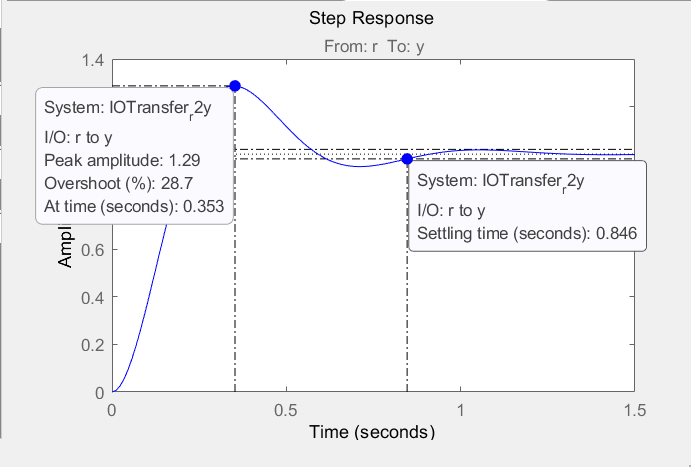 Step Response
From: r To: y
1.4
System: IOTransfer_r2y
I/O: r to y
Peak amplitude: 1.29
Overshoot (%): 28.7
At time (seconds): 0.353
System: IOTransfer_r2y
I/O: r to y
Settling time (seconds): 0.846
0.6
0.4
0.2
0
0
0.5
1
1.5
Time (seconds)